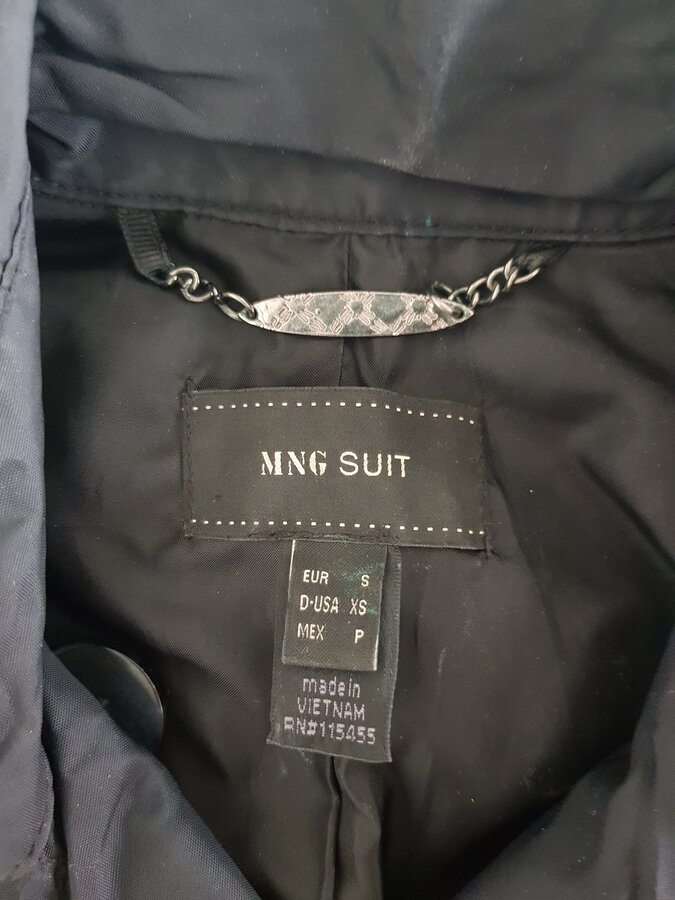 MNG SUIT
EUR S
D·USA XS
MEX P
made in
VIETNAM
RN#115455